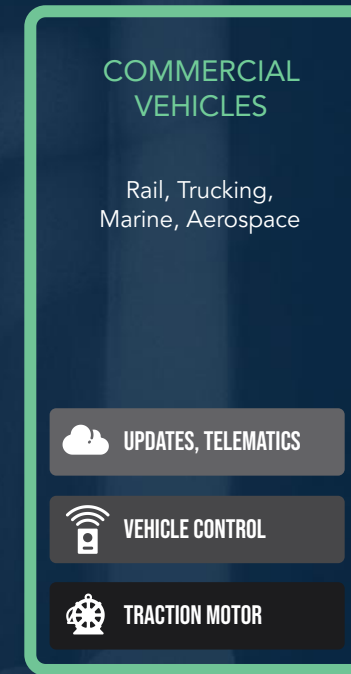 COMMERCIAL
VEHICLES
Rail, Trucking,
Marine, Aerospace
UPDATES, TELEMATICS
VEHICLE CONTROL
TRACTION MOTOR